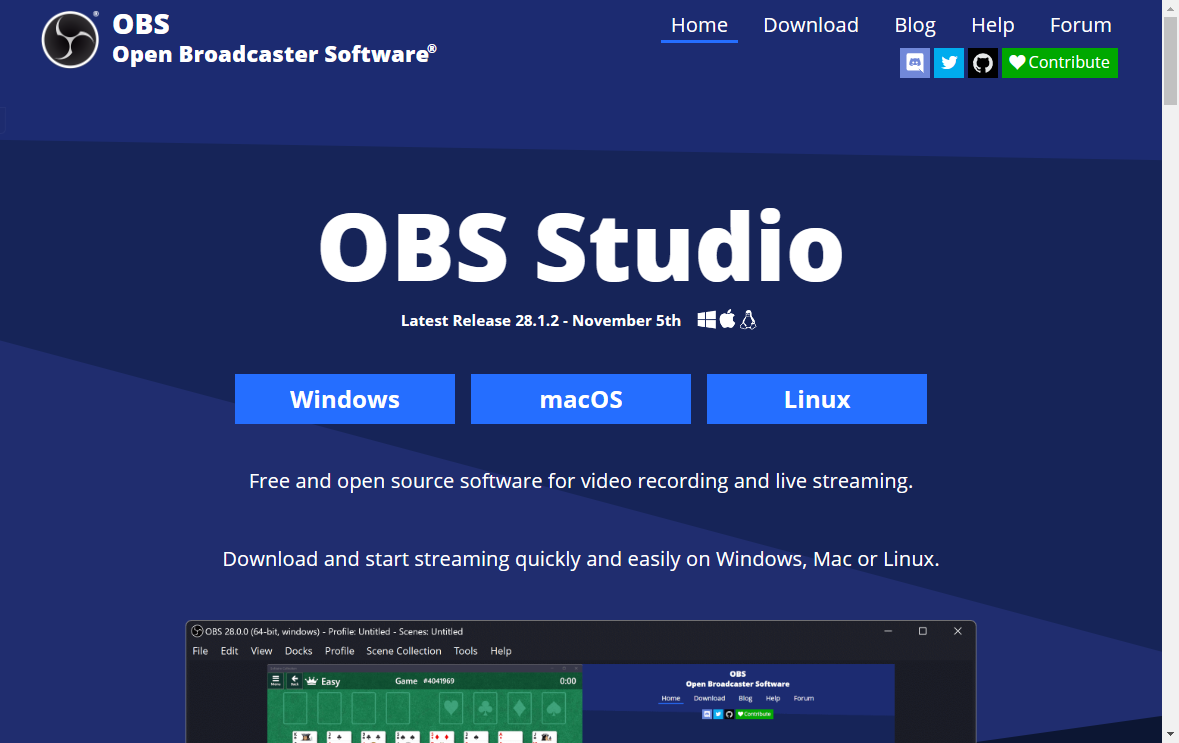 OBS
Open Broadcaster Software®
Home Download Blog Help Forum
Contribute
OBS Studio
Latest Release 28.1.2 - November 5th
Windows macOS Linux
Free and open source software for video recording and live streaming.
Download and start streaming quickly and easily on Windows, Mac or Linux.
OBS 28.0.0 (64-bit, windows) - Profile: Untitled - Scenes: Untitled
File Edit View Docks Profile Scene Collection Tools Help
Easy Game #4041969 0:00
OBS
Open Broadcaster Software
Home Download Blog Help Forum
Contribute